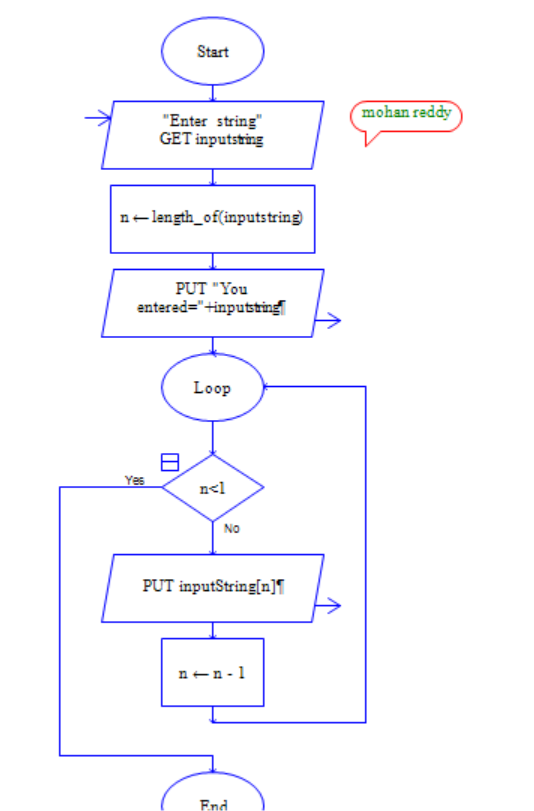 Start
"Enter string"
GET inputstring
mohan reddy
n←length_of(inputstring)
PUT "You
entered="+inputstring¶
Loop
Yes
n<1
No
PUT inputString[n]¶
n ← n - 1
End